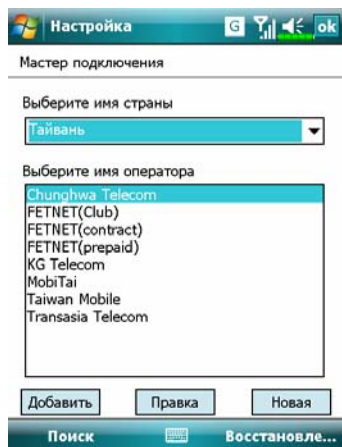 Настройка G ok
Мастер подключения
Выберите имя страны
Тайвань
Выберите имя оператора
Chunghwa Telecom
FETNET(Club)
FETNET(contract)
FETNET(prepaid)
KG Telecom
MobiTai
Taiwan Mobile
Transasia Telecom
Добавить Правка Новая
Поиск Восстановле...